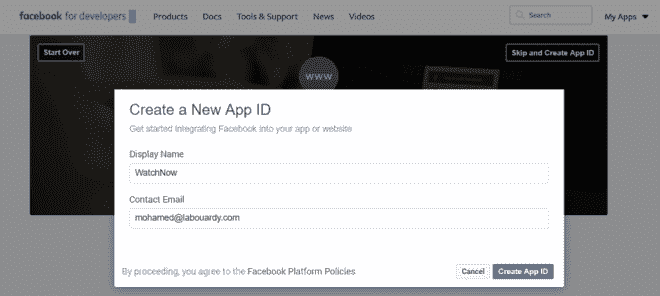 facebook for developers Products Docs Tools & Support News Videos Search My Apps
Start Over Skip and Create App ID
www
Create a New App ID
Get started integrating Facebook into your app or website
Display Name
WatchNow
Contact Email
mohamed@labouardy.com
By proceeding, you agree to the Facebook Platform Policies Cancel Create App ID